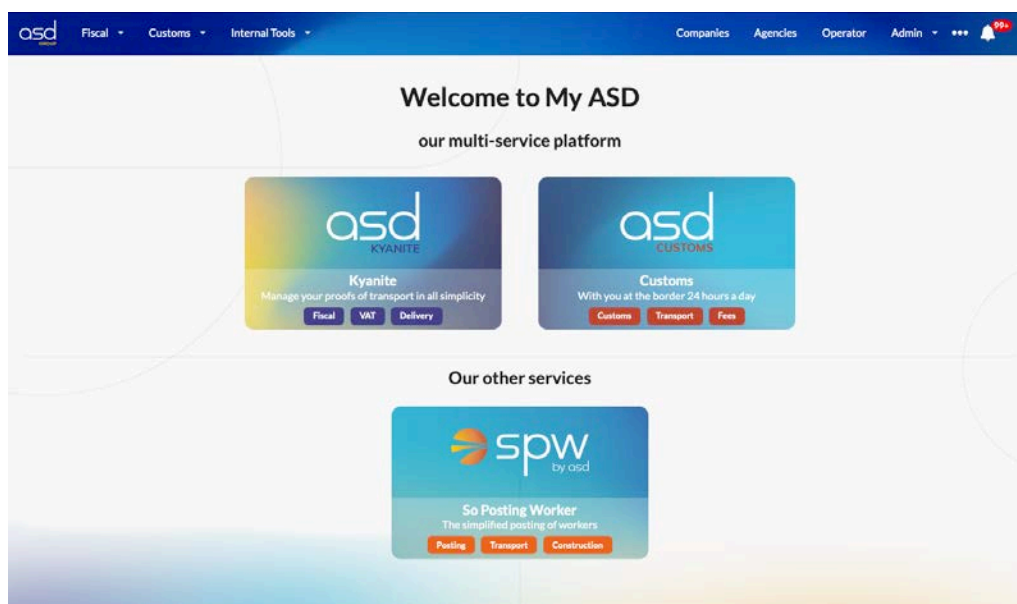 asd GROUP Fiscal Customs Internal Tools Companies Agencies Operator Admin 99+
Welcome to My ASD
our multi-service platform
asd
KYANITE
Kyanite
Manage your proofs of transport in all simplicity
Fiscal VAT Delivery
asd
CUSTOMS
Customs
With you at the border 24 hours a day
Customs Transport Fees
Our other services
spw
by asd
So Posting Worker
The simplified posting of workers
Posting Transport Construction